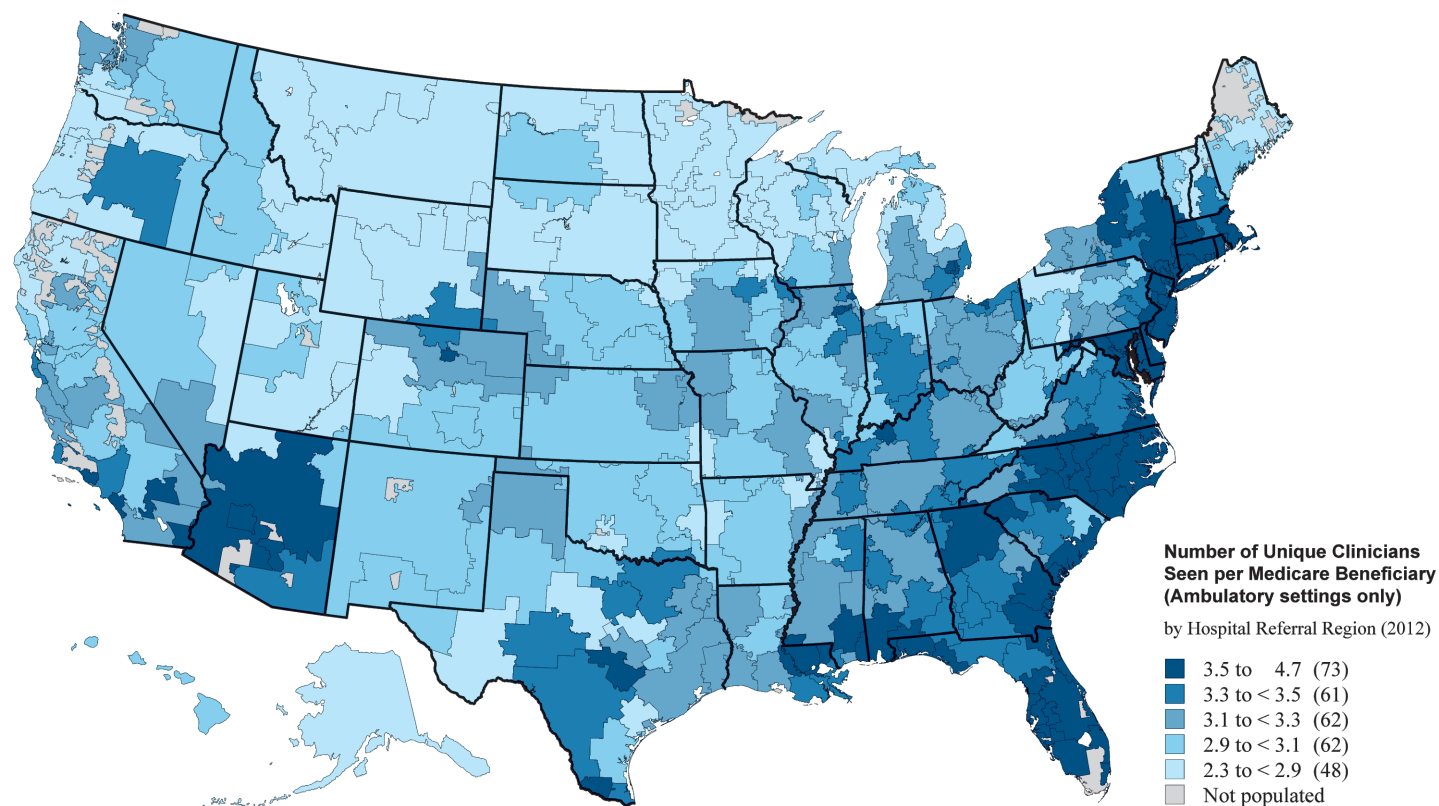 Number of Unique Clinicians
Seen per Medicare Beneficiary
(Ambulatory settings only)
by Hospital Referral Region (2012)
3.5 to 4.7 (73)
3.3 to < 3.5 (61)
3.1 to < 3.3 (62)
2.9 to < 3.1 (62)
2.3 to < 2.9 (48)
Not populated